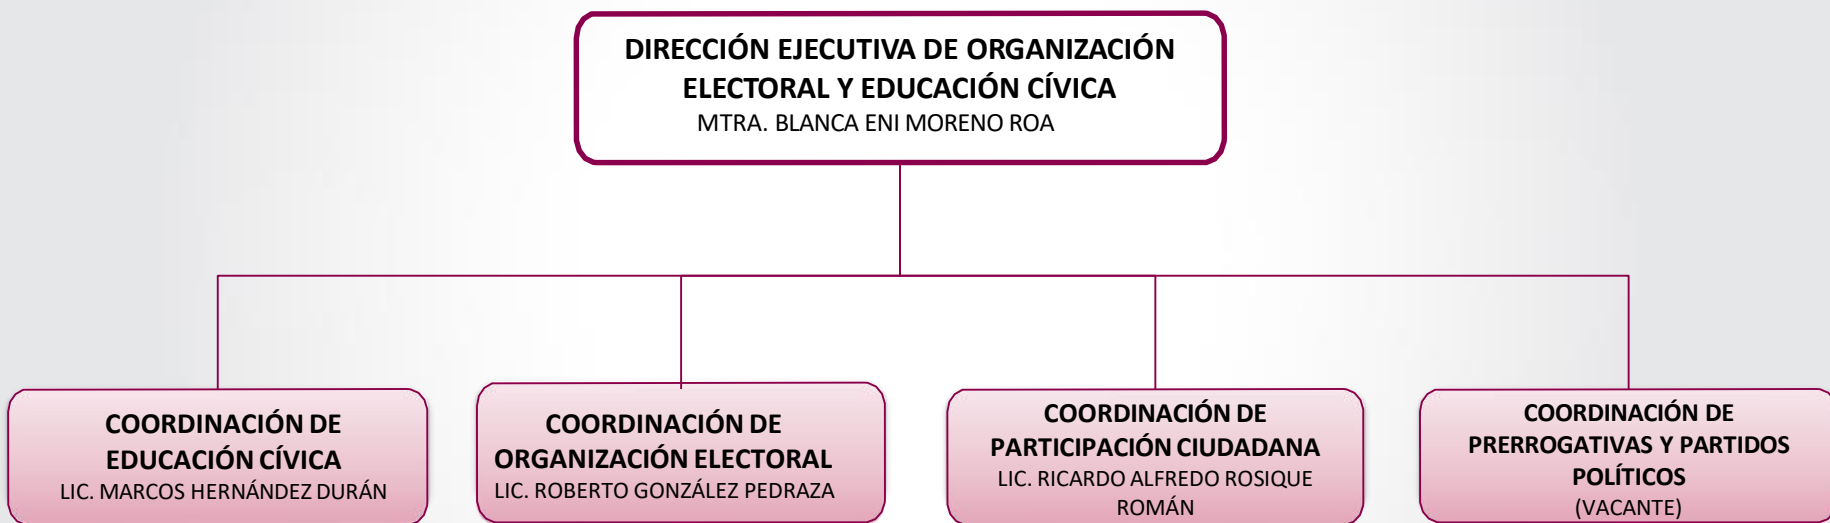 DIRECCIÓN EJECUTIVA DE ORGANIZACIÓN
ELECTORAL Y EDUCACIÓN CÍVICA
MTRA. BLANCA ENI MORENO ROA
COORDINACIÓN DE
EDUCACIÓN CÍVICA
LIC. MARCOS HERNÁNDEZ DURÁN
COORDINACIÓN DE
ORGANIZACIÓN ELECTORAL
LIC. ROBERTO GONZÁLEZ PEDRAZA
COORDINACIÓN DE
PARTICIPACIÓN CIUDADANA
LIC. RICARDO ALFREDO ROSIQUE
ROMÁN
COORDINACIÓN DE
PRERROGATIVAS Y PARTIDOS
POLÍTICOS
(VACANTE)